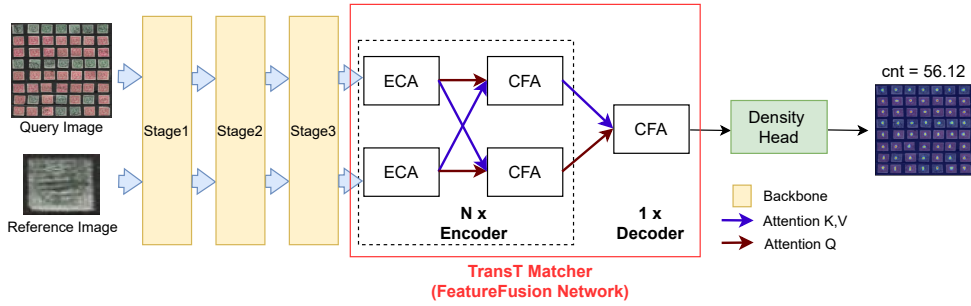 Query Image
Reference Image
Stage1
Stage2
Stage3
ECA
CFA
ECA
CFA
N x
Encoder
CFA
1 x
Decoder
TransT Matcher
(FeatureFusion Network)
Density
Head
cnt = 56.12
Backbone
Attention K,V
Attention Q